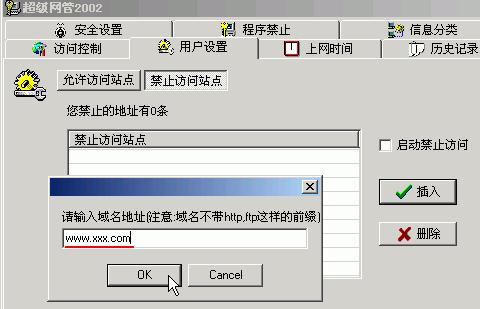 超级网管2002
安全设置 程序禁止 信息分类
访问控制 用户设置 上网时间 历史记录
允许访问站点 禁止访问站点
您禁止的地址有0条
禁止访问站点
启动禁止访问
插入
删除
请输入域名地址(注意:域名不带http,ftp这样的前缀)
www.xxx.com
OK Cancel